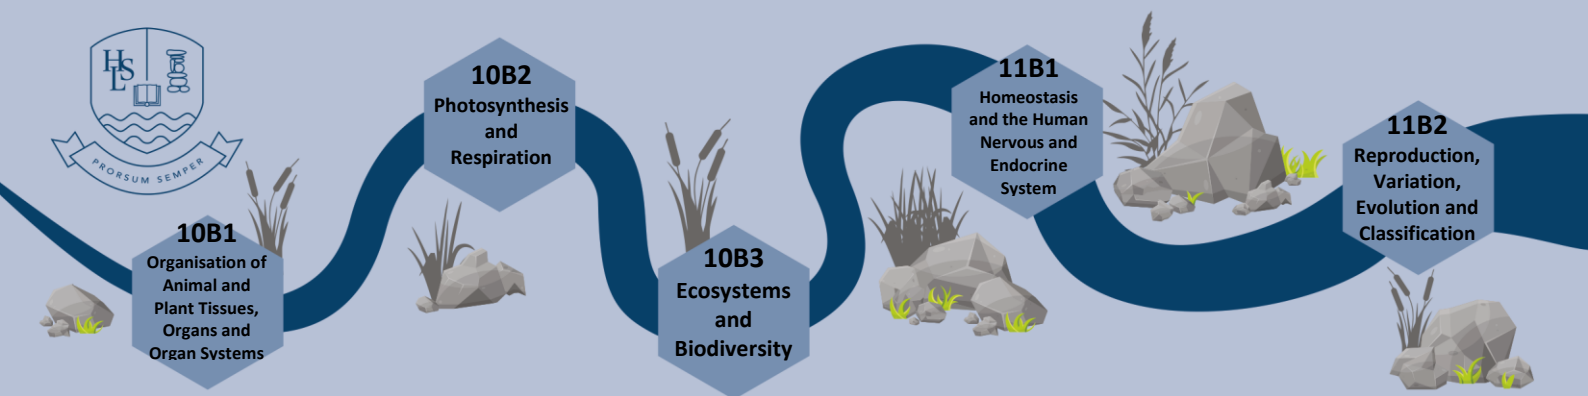 HLS
PRORSUM SEMPER
10B1
Organisation of
Animal and
Plant Tissues,
Organs and
Organ Systems
10B2
Photosynthesis
and
Respiration
10B3
Ecosystems
and
Biodiversity
11B1
Homeostasis
and the Human
Nervous and
Endocrine
System
11B2
Reproduction,
Variation,
Evolution and
Classification